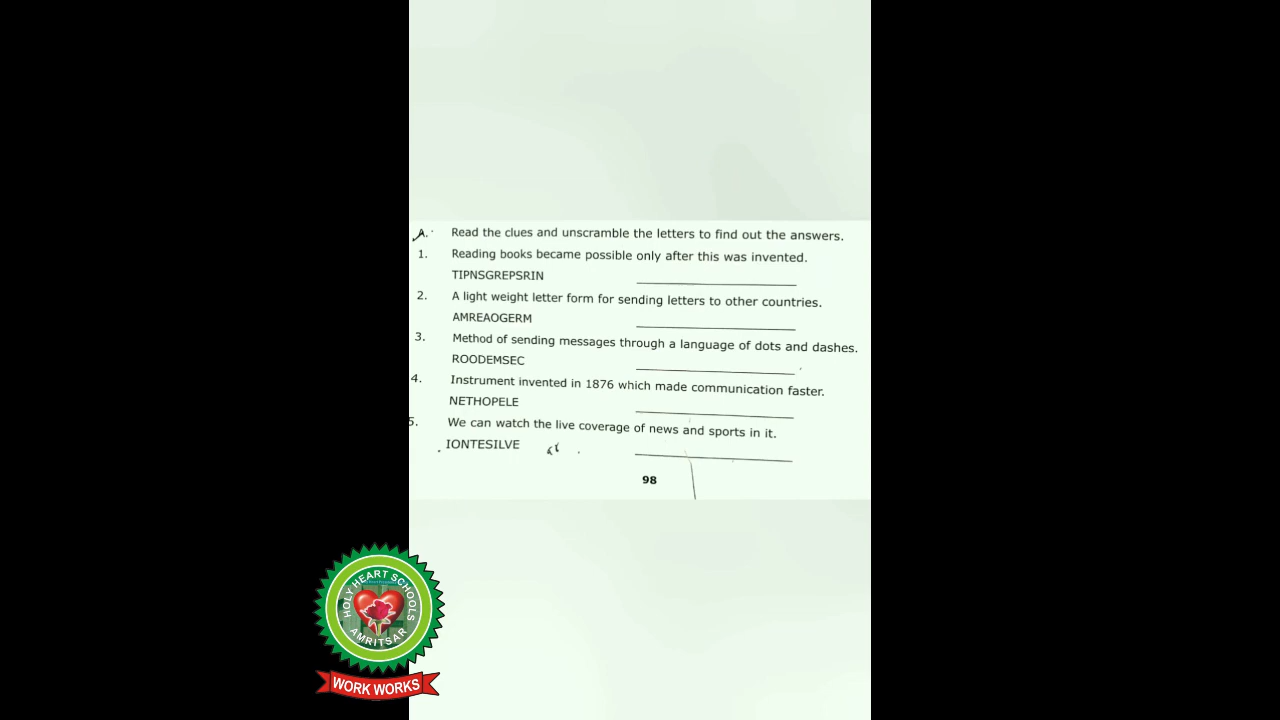 A. Read the clues and unscramble the letters to find out the answers.
1. Reading books became possible only after this was invented.
TIPNSGREPSRIN
2. A light weight letter form for sending letters to other countries.
AMREAOGERM
3. Method of sending messages through a language of dots and dashes.
ROODEMSEC
4. Instrument invented in 1876 which made communication faster.
NETHOPELE
5. We can watch the live coverage of news and sports in it.
IONTESILVE
98
HOLY HEART SCHOOLS
AMRITSAR
WORK WORKS